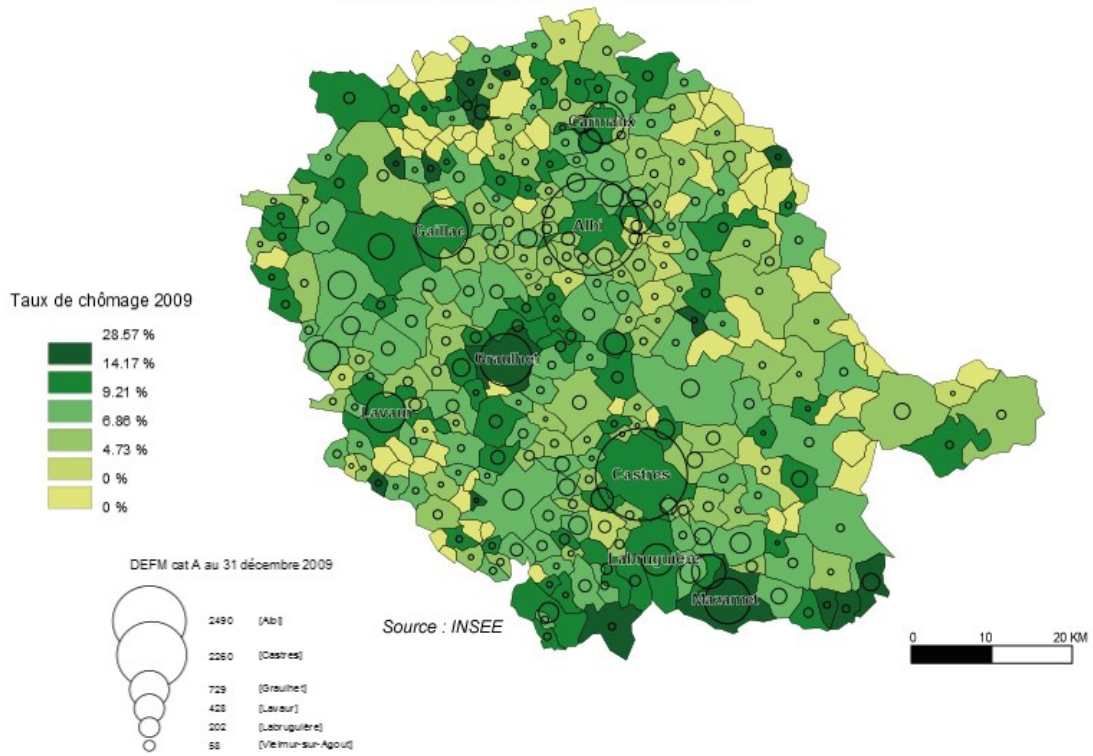 Carmaux
Albi
Gaillac
Taux de chômage 2009
28.57 %
14.17 %
9.21 %
6.86 %
4.73 %
0 %
0 %
Graulhet
Lavaur
Castres
Labruguière
Mazamet
DEFM cat A au 31 décembre 2009
2490 [Albi]
2260 [Castres]
729 [Graulhet]
428 [Lavaur]
202 [Labruguière]
58 [Vielmur-sur-Agout]
Source : INSEE
0 10 20 KM